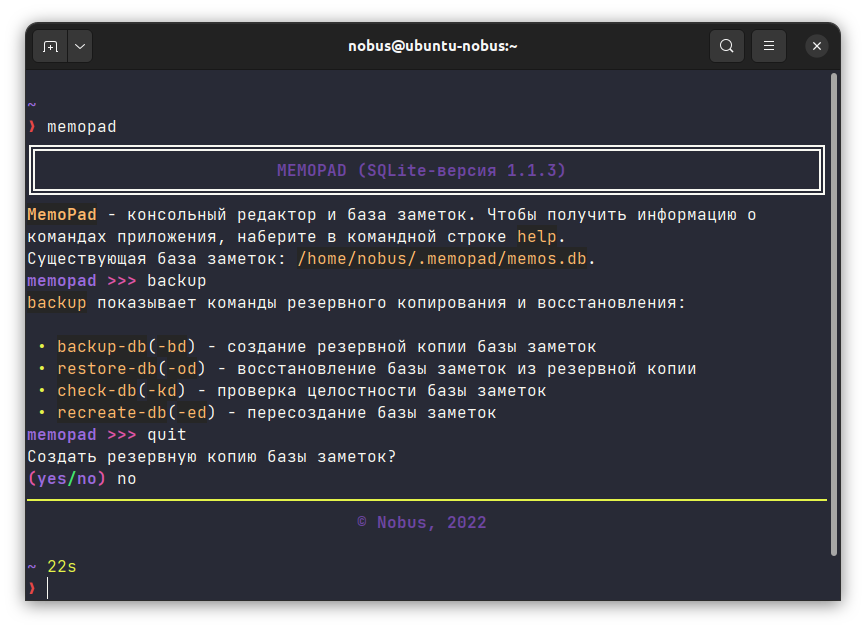 nobus@ubuntu-nobus:~
~
❯ memopad
MEMOPAD (SQLite-версия 1.1.3)
MemoPad - консольный редактор и база заметок. Чтобы получить информацию о
командах приложения, наберите в командной строке help.
Существующая база заметок: /home/nobus/.memopad/memos.db.
memopad >>> backup
backup показывает команды резервного копирования и восстановления:
• backup-db(-bd) - создание резервной копии базы заметок
• restore-db(-od) - восстановление базы заметок из резервной копии
• check-db(-kd) - проверка целостности базы заметок
• recreate-db(-ed) - пересоздание базы заметок
memopad >>> quit
Создать резервную копию базы заметок?
(yes/no) no
© Nobus, 2022
~ 22s
❯